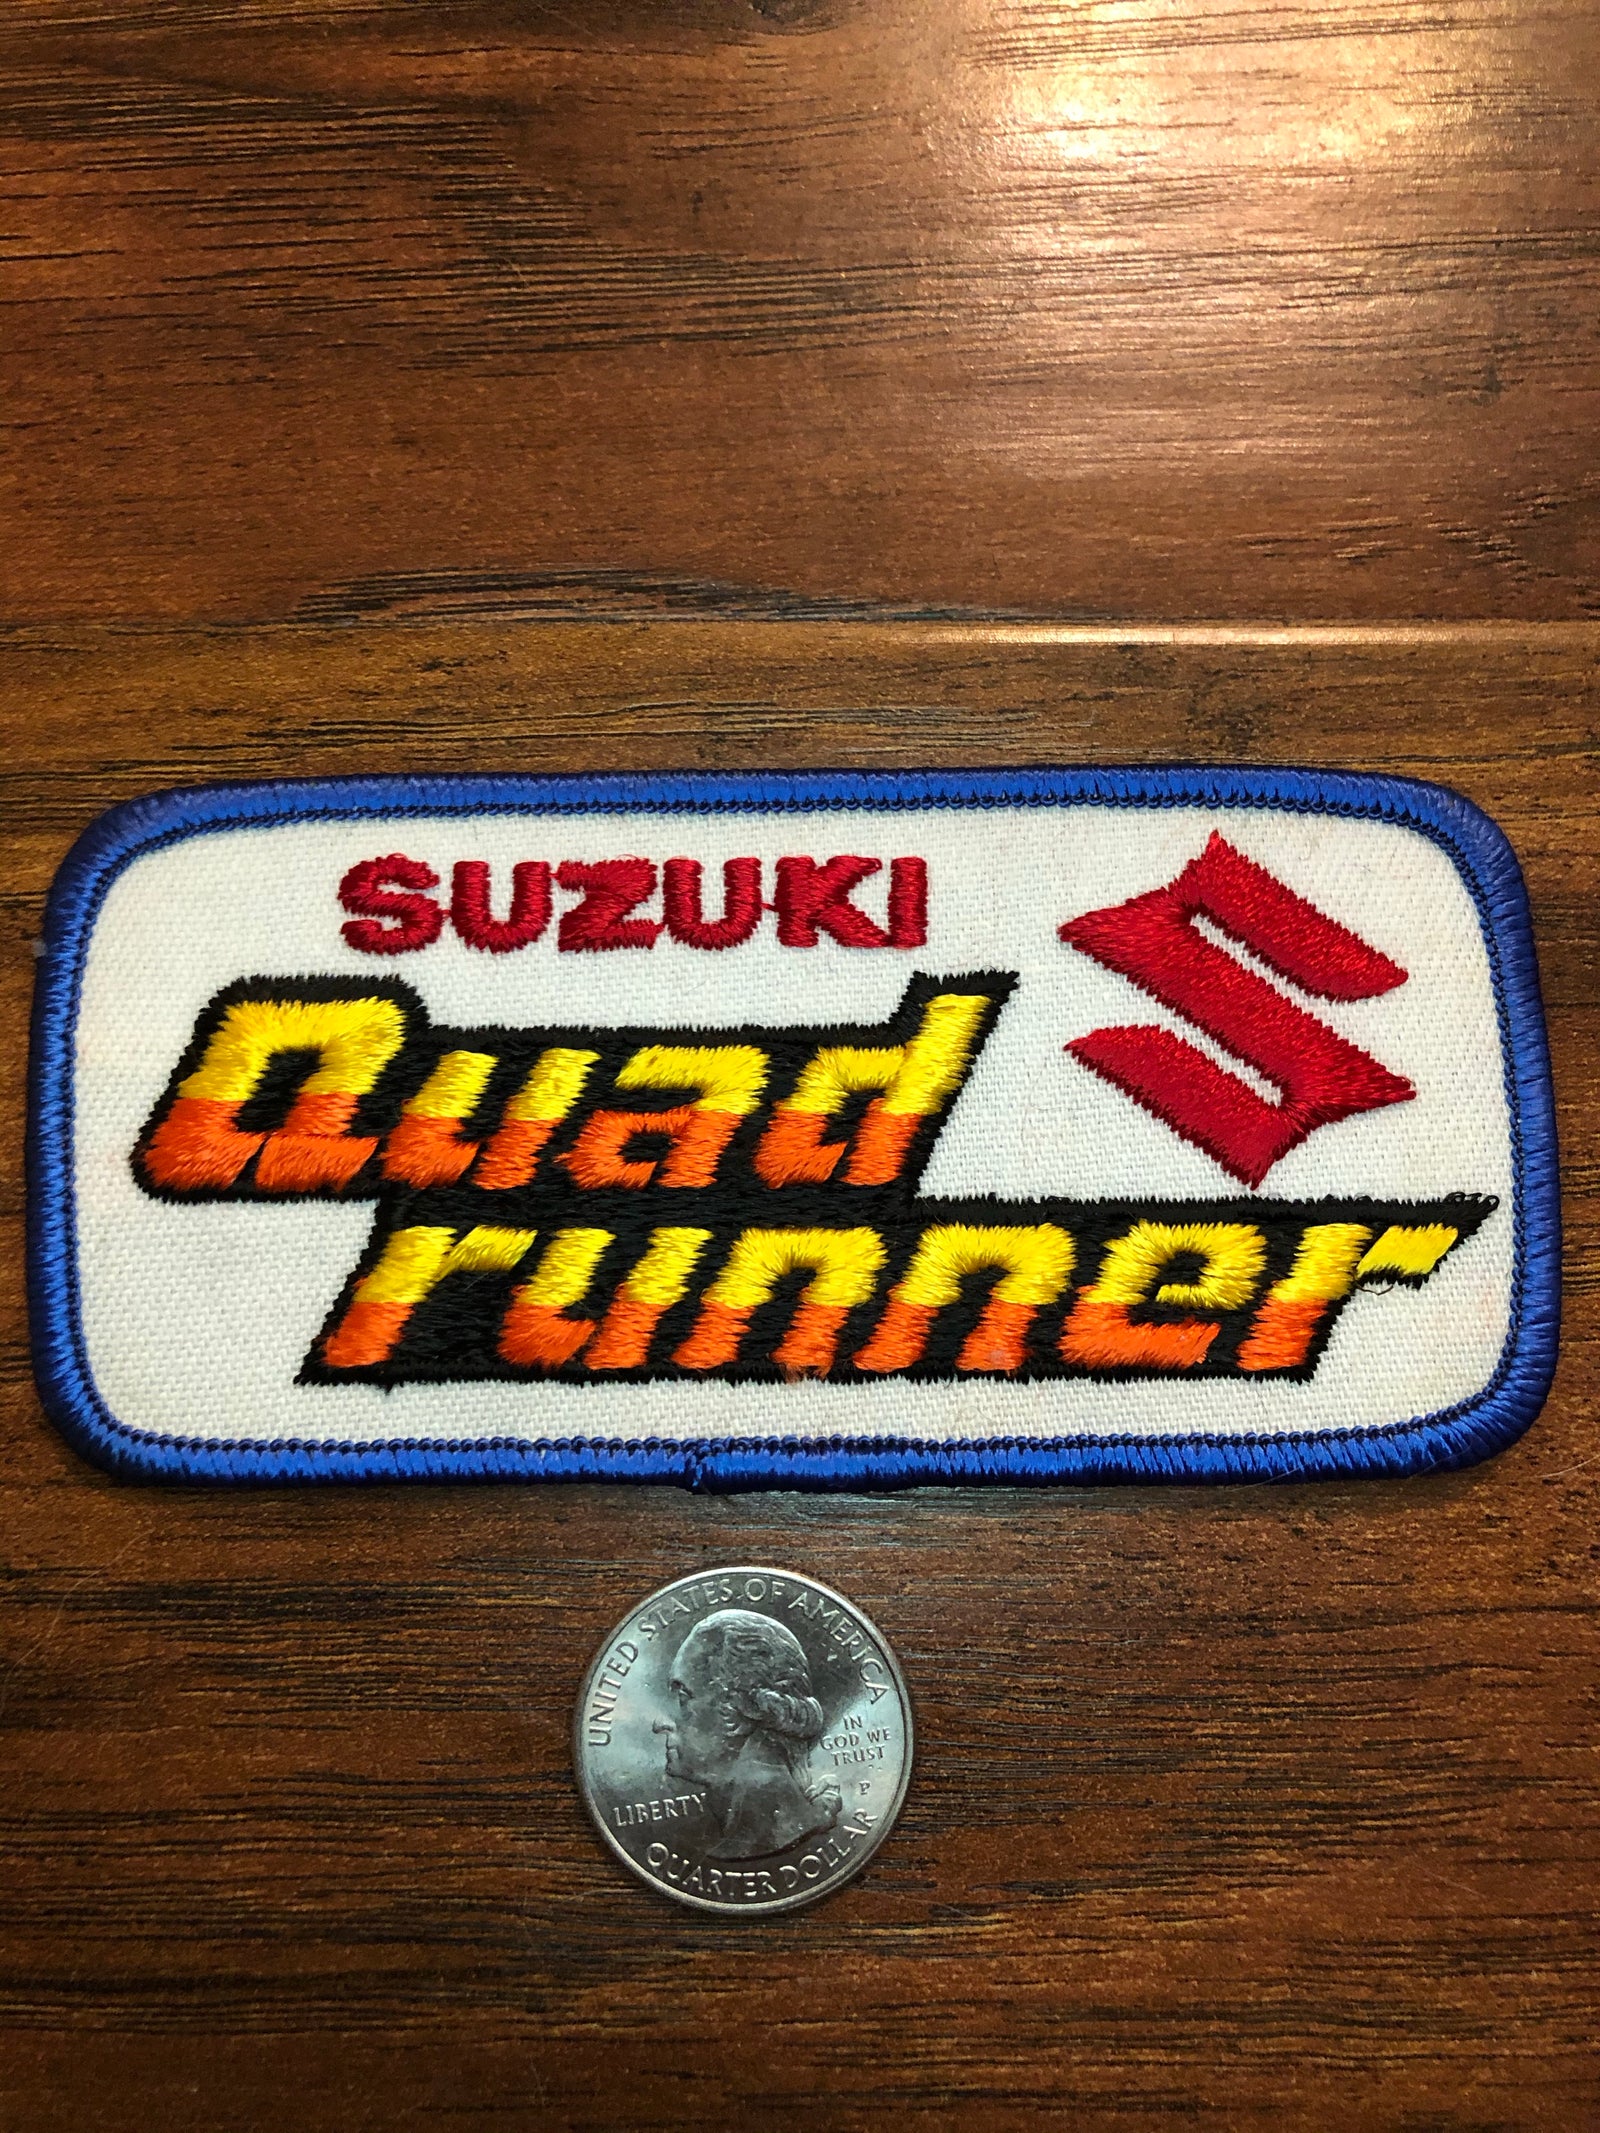 SUZUKI
Quad
runner
UNITED STATES OF AMERICA
IN
GOD WE
TRUST
P
LIBERTY
QUARTER DOLLAR